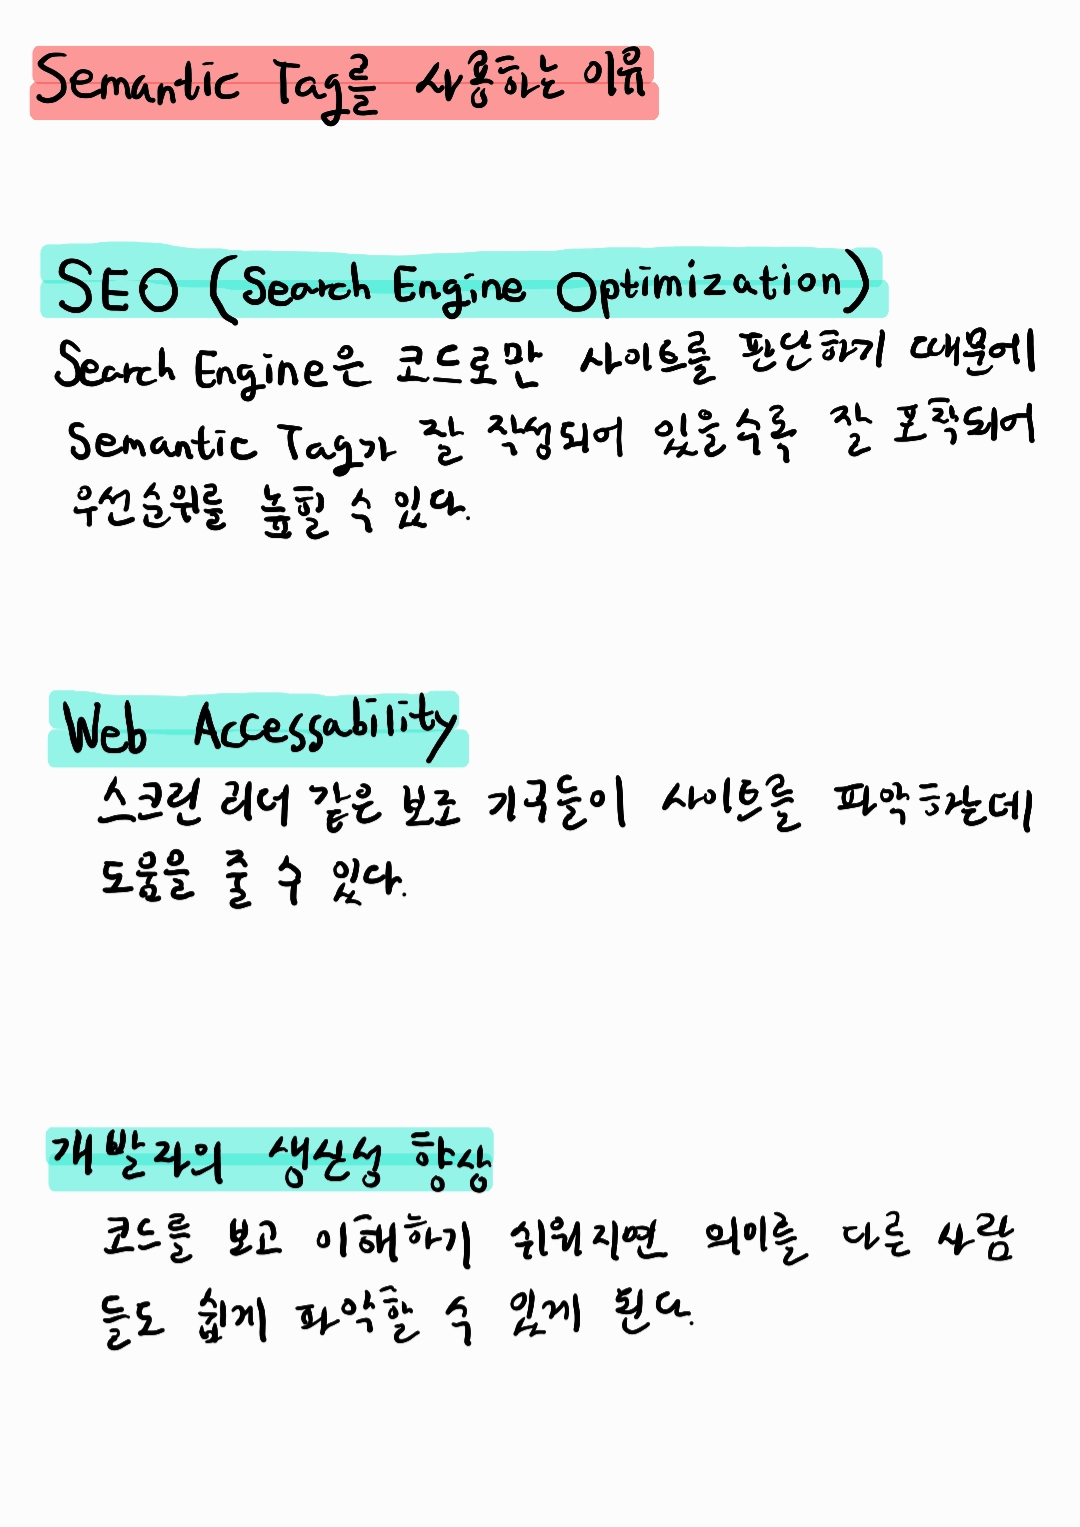 Semantic Tag를 사용하는 이유
SEO (Search Engine Optimization)
Search Engine은 코드로만 사이트를 판단하기 때문에
Semantic Tag가 잘 작성되어 있을수록 잘 포착되어
우선순위를 높힐 수 있다.
Web Accessability
스크린 리더 같은 보조 기구들이 사이트를 파악하는데
도움을 줄 수 있다.
개발자의 생산성 향상
코드를 보고 이해하기 쉬워지면 의미를 다른 사람
들도 쉽게 파악할 수 있게 된다.